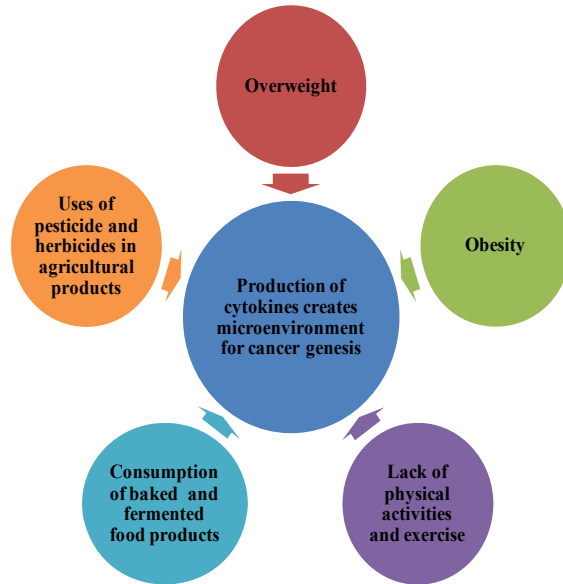 Overweight
Uses of
pesticide and
herbicides in
agricultural
products
Obesity
Production of
cytokines creates
microenvironment
for cancer genesis
Consumption
of baked and
fermented
food products
Lack of
physical
activities
and exercise